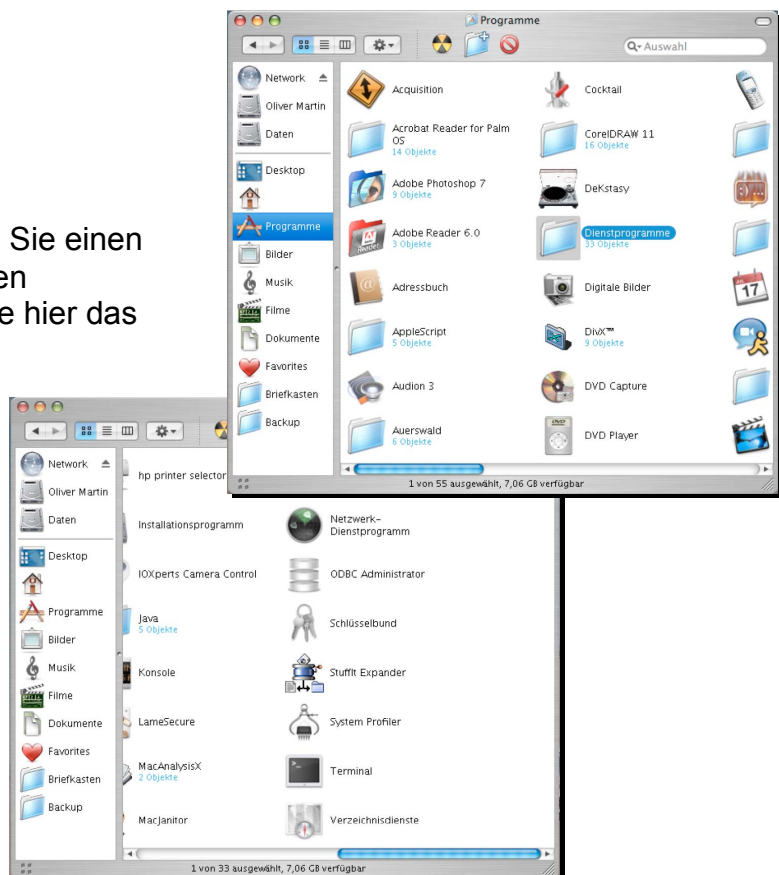 Sie einen
en
e hier das
Programme
Auswahl
Network
Oliver Martin
Daten
Desktop
Programme
Bilder
Musik
Filme
Dokumente
Favorites
Briefkasten
Backup
Acquisition
Cocktail
Acrobat Reader for Palm
OS
14 Objekte
CorelDRAW 11
16 Objekte
Adobe Photoshop 7
9 Objekte
DeKstasy
Adobe Reader 6.0
3 Objekte
Dienstprogramme
33 Objekte
Adressbuch
Digitale Bilder
JUL
17
AppleScript
5 Objekte
DivX™
9 Objekte
Audion 3
DVD Capture
Auerswald
6 Objekte
DVD Player
1 von 55 ausgewählt, 7,06 GB verfügbar
Network
Oliver Martin
Daten
Desktop
Programme
Bilder
Musik
Filme
Dokumente
Favorites
Briefkasten
Backup
hp printer selector
Installationsprogramm
Netzwerk-
Dienstprogramm
IOXperts Camera Control
ODBC Administrator
Java
5 Objekte
Schlüsselbund
Konsole
StuffIt Expander
LameSecure
System Profiler
MacAnalysisX
2 Objekte
Terminal
MacJanitor
Verzeichnisdienste
1 von 33 ausgewählt, 7,06 GB verfügbar